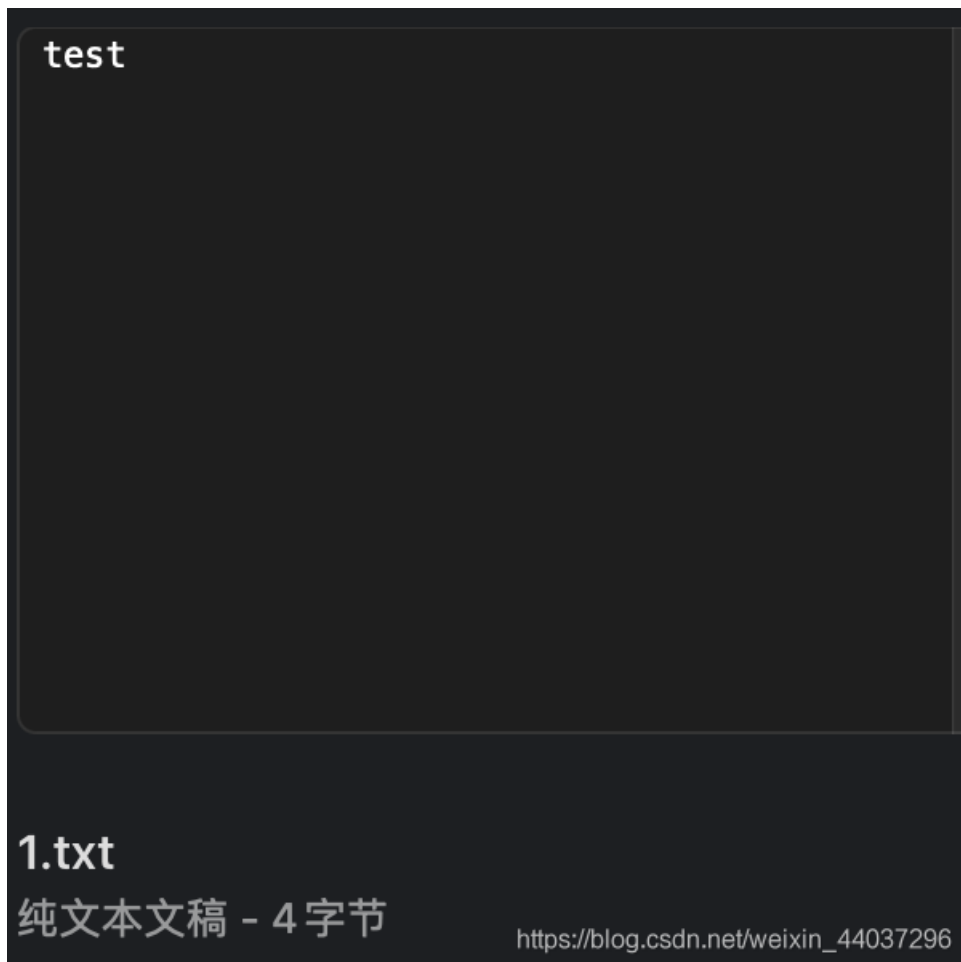 test
1.txt
纯文本文稿 - 4 字节
https://blog.csdn.net/weixin_44037296